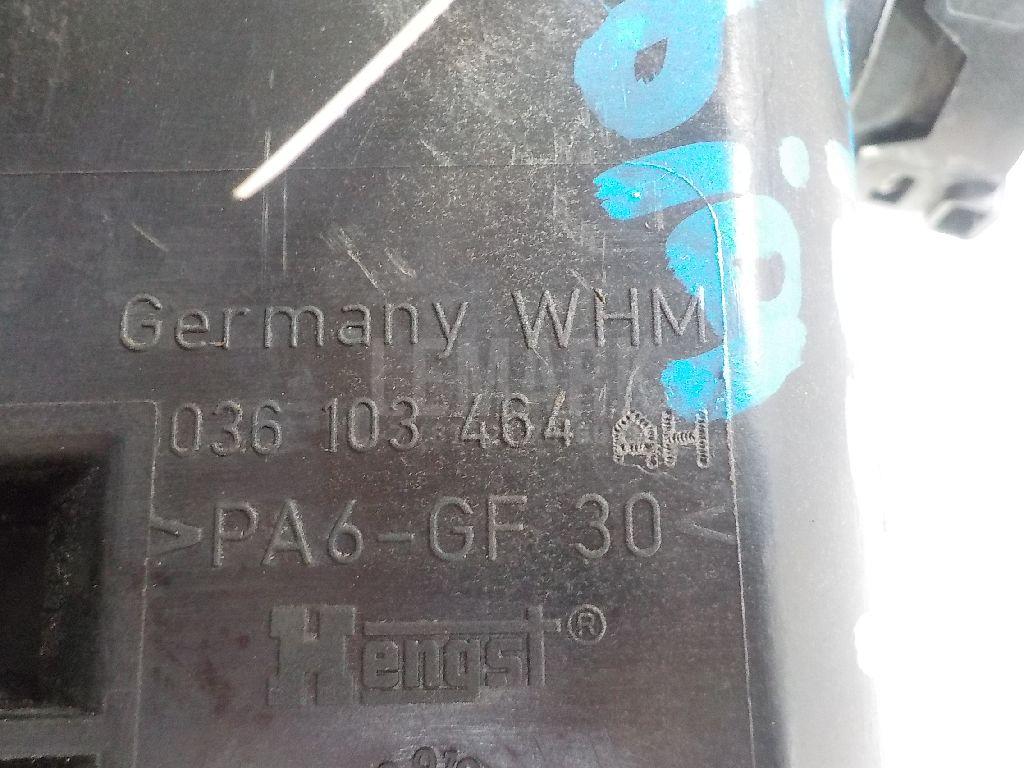 Germany WHM
036 103 464 AH
>PA6-GF 30<
Hengst®